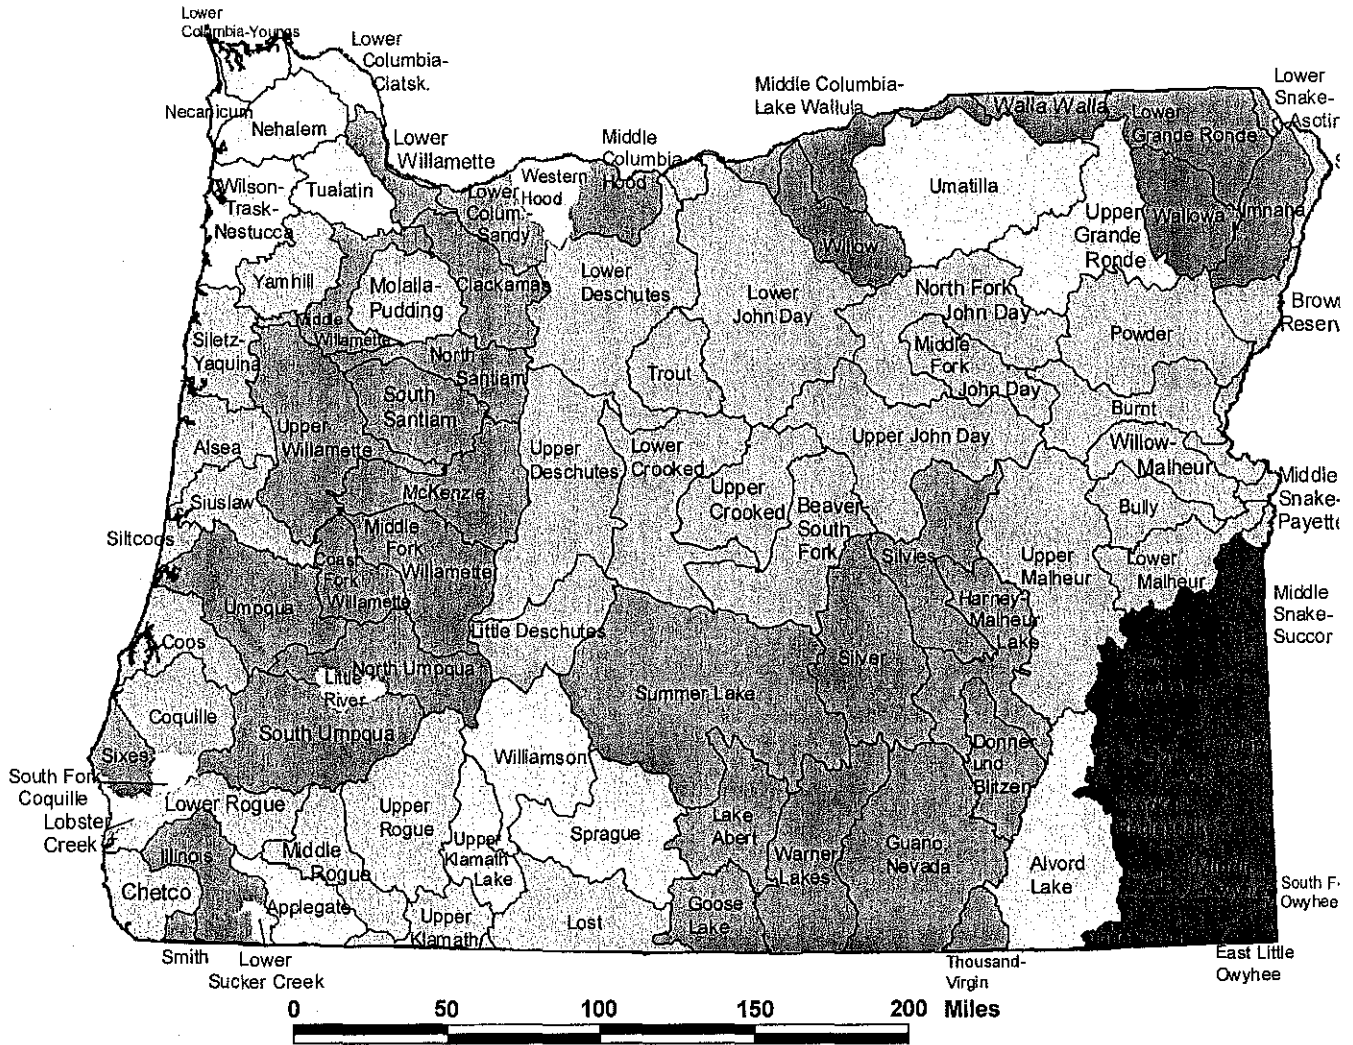 Lower
Columbia-Youngs
Lower
Columbia-
Clatsk.
Necanicum
Nehalem
Lower
Willamette
Middle Columbia-
Lake Wallula
Walla Walla
Lower
Grande Ronde
Lower
Snake-
Asotin
Wilson-
Trask-
Nestucca
Tualatin
Middle
Columbia
Hood
Western
Hood
Lower
Colum.-
Sandy
Umatilla
Upper
Grande
Ronde
Wallowa
Imnaha
Willow
Yamhill
Molalla-
Pudding
Clackamas
Lower
Deschutes
Lower
John Day
North Fork
John Day
Powder
Brow
Reserv
Middle
Willamette
Siletz-
Yaquina
North
Santiam
South
Santiam
Trout
Middle
Fork
John Day
Burnt
Alsea
Upper
Willamette
Upper
Deschutes
Lower
Crooked
Upper John Day
Willow-
Malheur
Siuslaw
McKenzie
Upper
Crooked
Beaver
South
Fork
Bully
Middle
Snake-
Payette
Siltcoos
Middle
Fork
Willamette
Coast
Fork
Willamette
Silvies
Upper
Malheur
Lower
Malheur
Umpqua
Harney-
Malheur
Lake
Middle
Snake-
Succor
Coos
Little Deschutes
North Umpqua
Little
River
Summer Lake
Silver
Coquille
South Umpqua
Sixes
Williamson
Donner
und
Blitzen
South Fork
Coquille
Lower Rogue
Upper
Rogue
Lobster
Creek
Sprague
Lake
Abert
Upper
Klamath
Lake
Illinois
Middle
Rogue
Warner
Lakes
Guano
Nevada
Alvord
Lake
Chetco
Applegate
Upper
Klamath
Lost
Goose
Lake
South F
Owyhee
Smith
Lower
Sucker Creek
Thousand-
Virgin
East Little
Owyhee
0 50 100 150 200 Miles